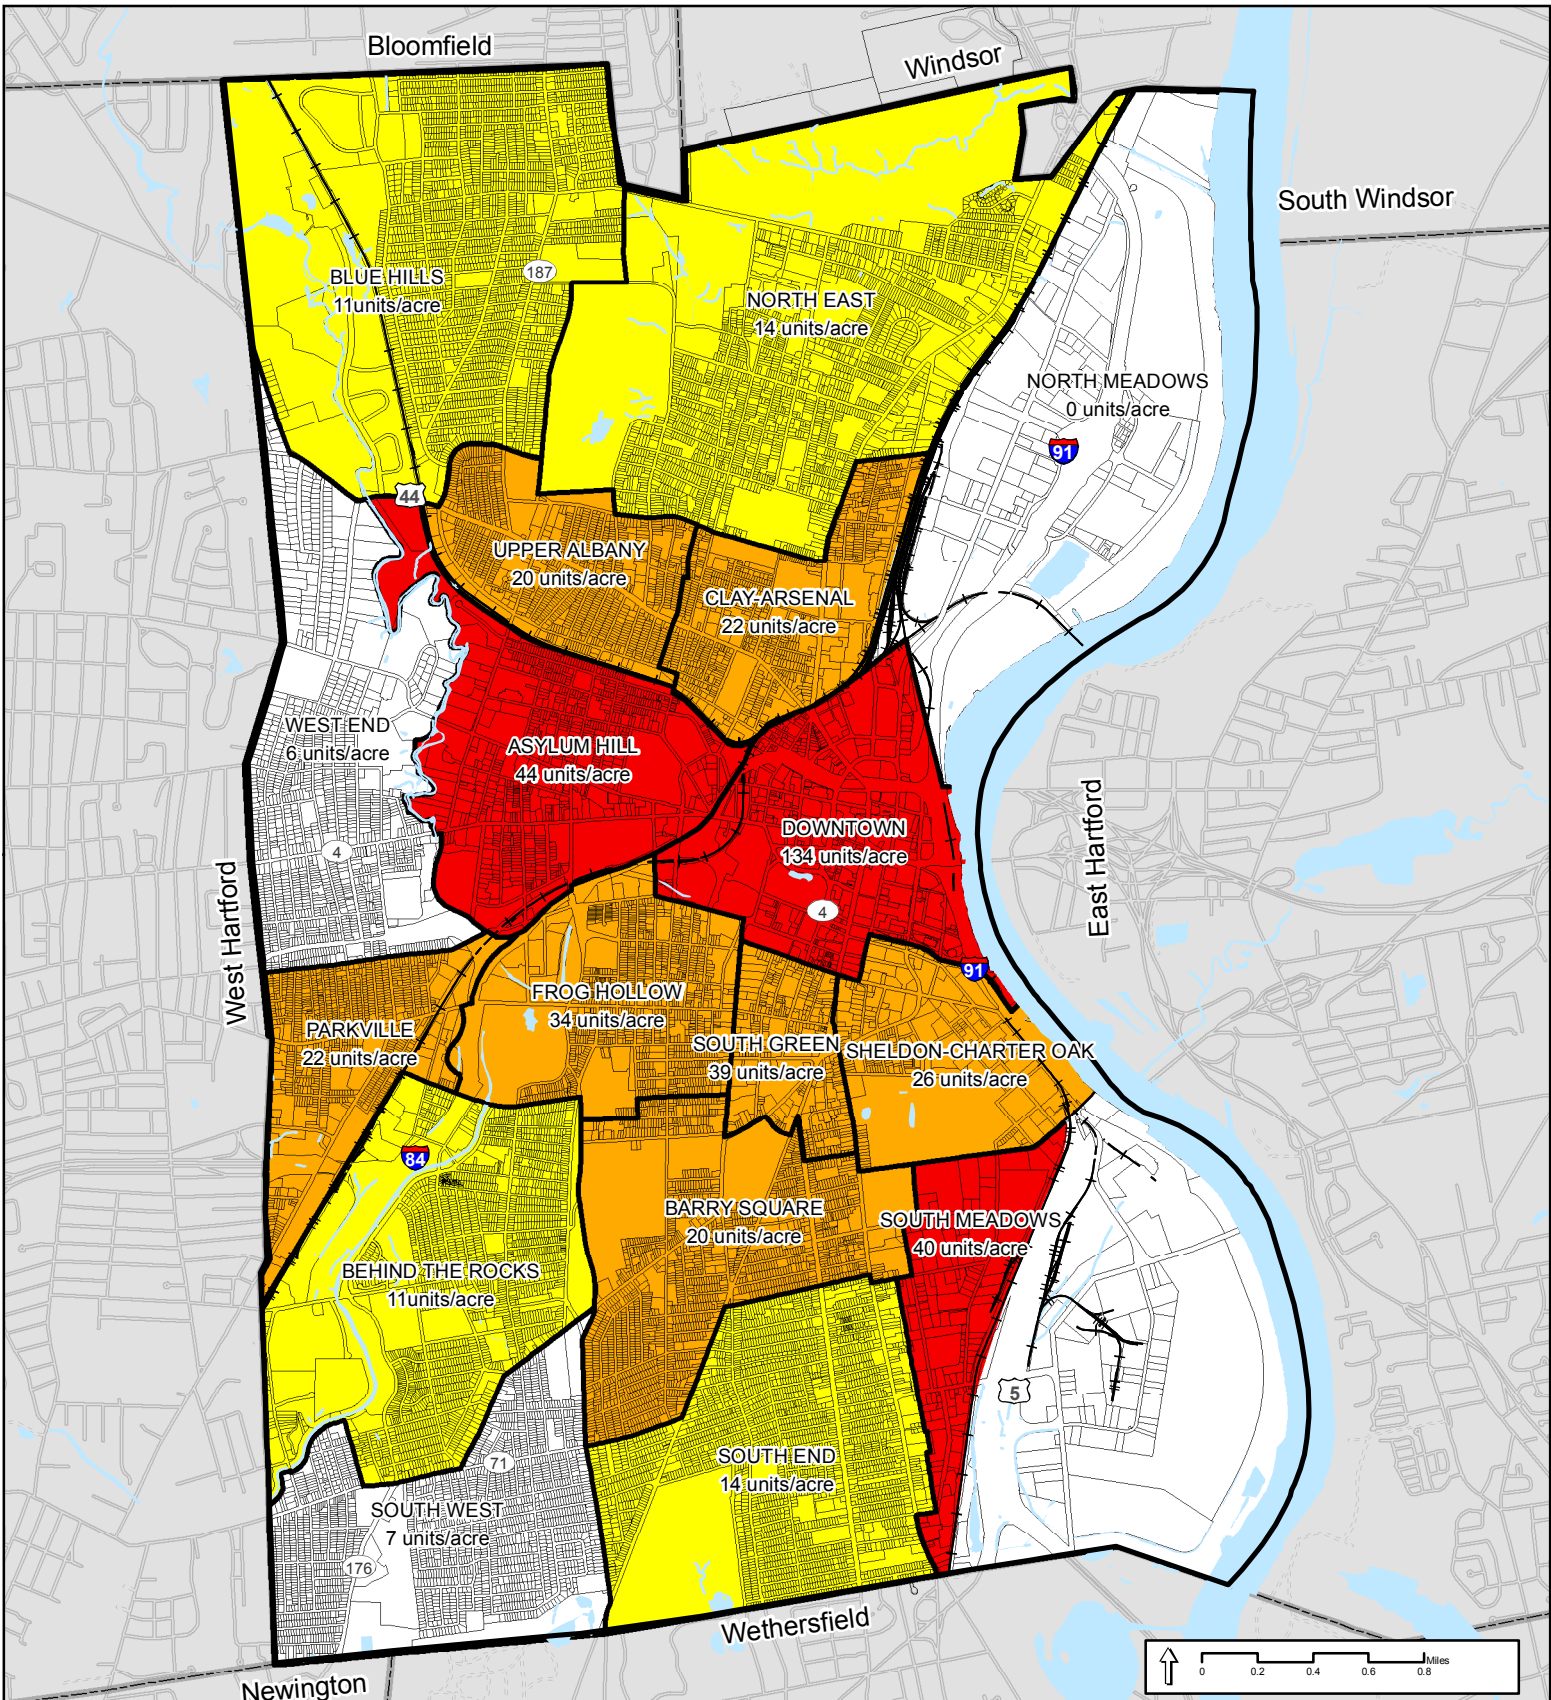 Bloomfield
Windsor
South Windsor
BLUE HILLS
11units/acre
187
NORTH EAST
14 units/acre
NORTH MEADOWS
0 units/acre
91
44
UPPER ALBANY
20 units/acre
CLAY-ARSENAL
22 units/acre
WEST END
6 units/acre
ASYLUM HILL
44 units/acre
4
DOWNTOWN
134 units/acre
4
East Hartford
West Hartford
91
FROG HOLLOW
34 units/acre
PARKVILLE
22 units/acre
SOUTH GREEN
39 units/acre
SHELDON-CHARTER OAK
26 units/acre
84
BARRY SQUARE
20 units/acre
SOUTH MEADOWS
40 units/acre
BEHIND THE ROCKS
11units/acre
5
71
SOUTH END
14 units/acre
SOUTH WEST
7 units/acre
176
Wethersfield
Newington
Miles
0 0.2 0.4 0.6 0.8